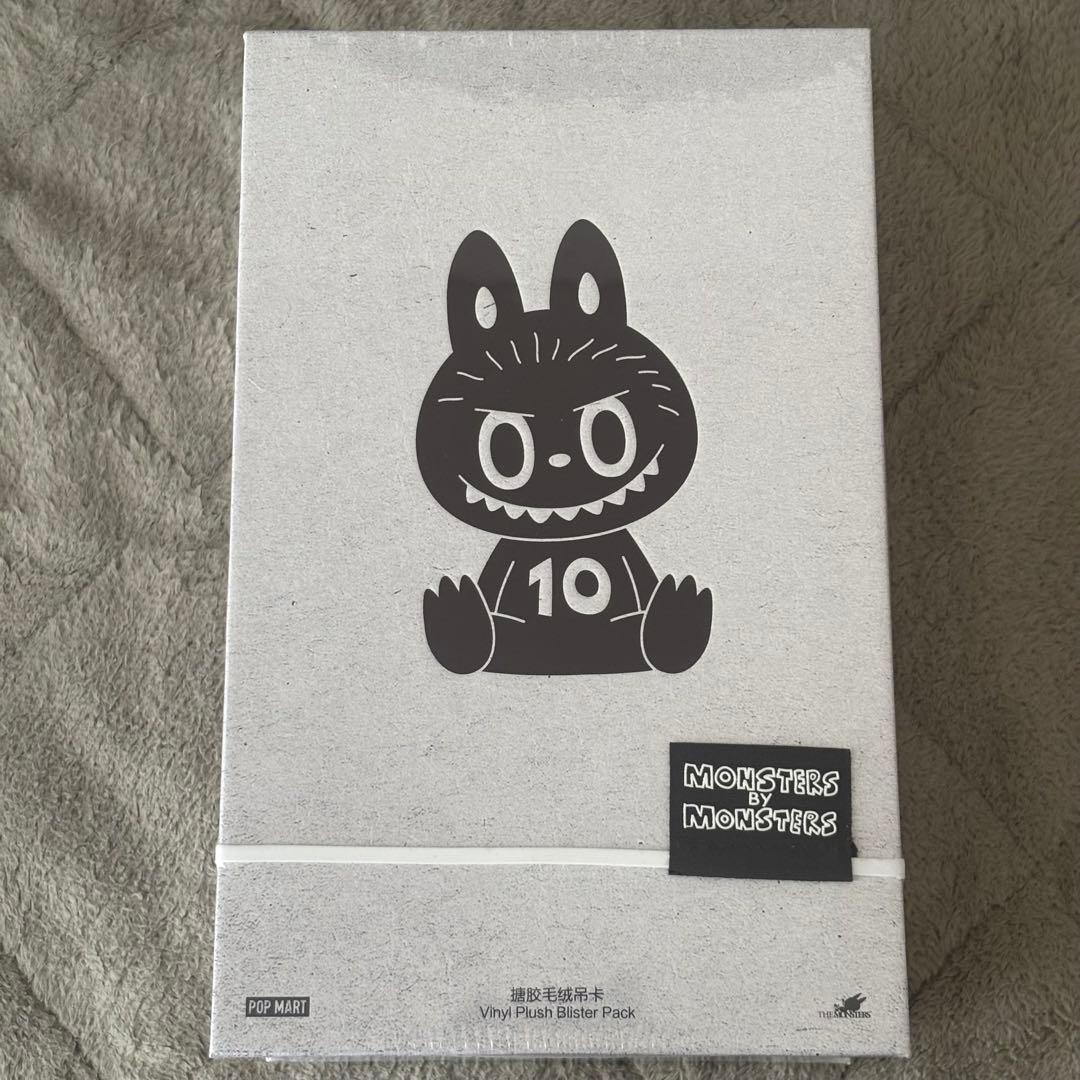 10
MONSTERS
BY
MONSTERS
POP MART
搪胶毛绒吊卡
Vinyl Plush Blister Pack
THE MONSTERS